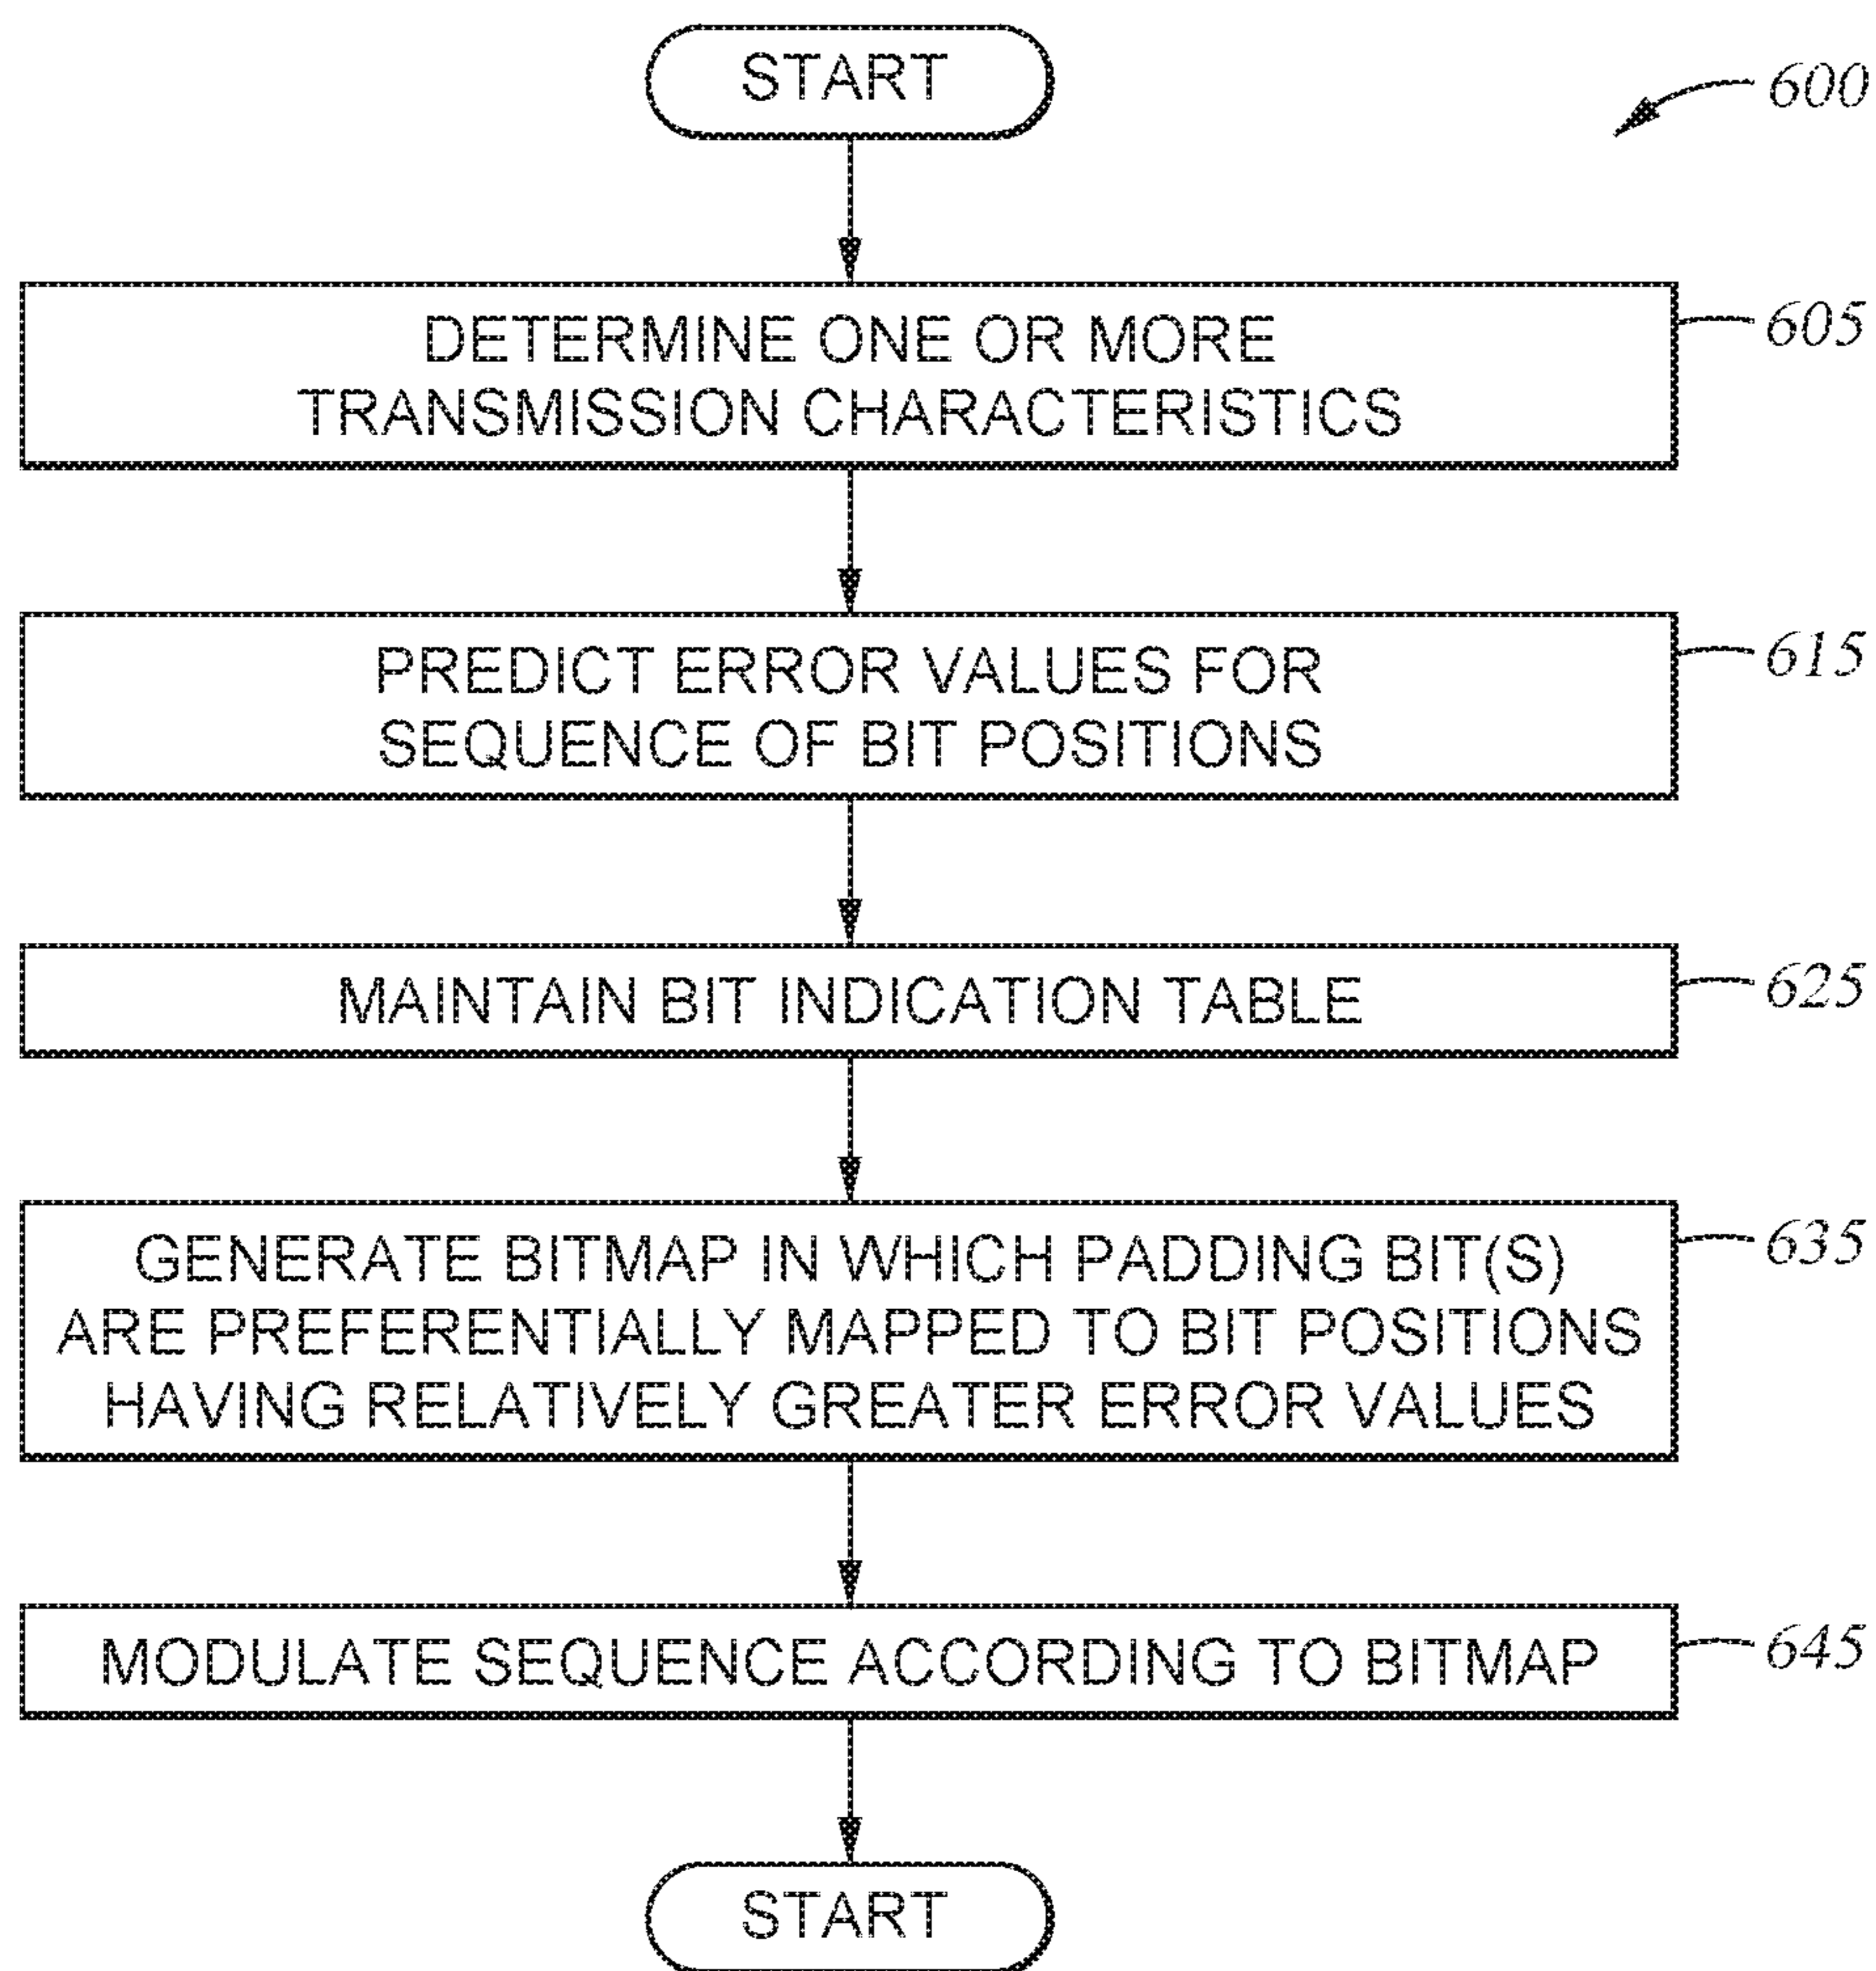 START
600
DETERMINE ONE OR MORE
TRANSMISSION CHARACTERISTICS
605
PREDICT ERROR VALUES FOR
SEQUENCE OF BIT POSITIONS
615
MAINTAIN BIT INDICATION TABLE
625
GENERATE BITMAP IN WHICH PADDING BIT(S)
ARE PREFERENTIALLY MAPPED TO BIT POSITIONS
HAVING RELATIVELY GREATER ERROR VALUES
635
MODULATE SEQUENCE ACCORDING TO BITMAP
645
START